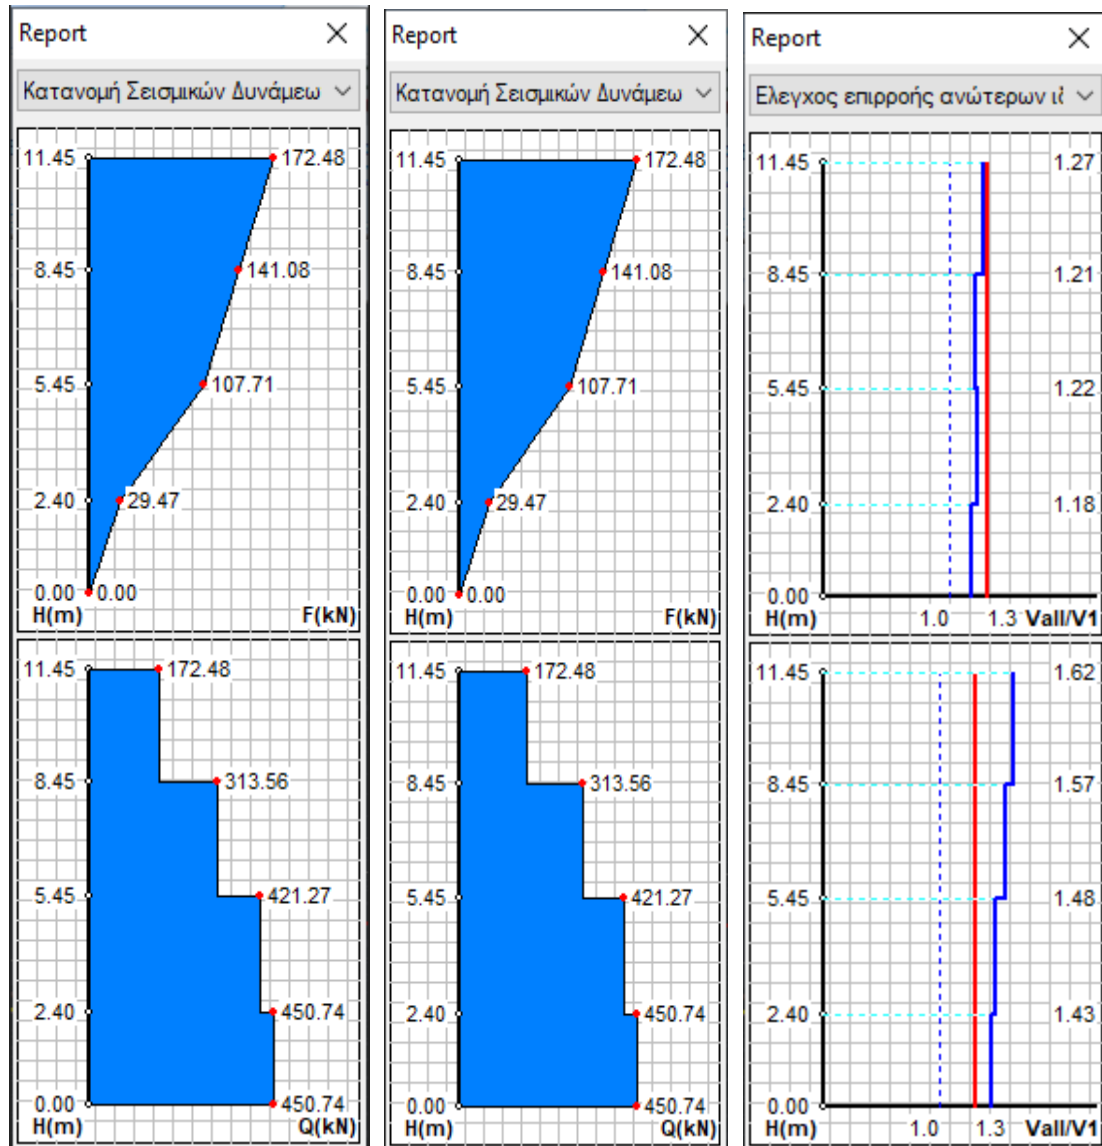 Report
Κατανομή Σεισμικών Δυνάμεω
11.45 172.48
8.45 141.08
5.45 107.71
2.40 29.47
0.00 0.00
H(m) F(kN)
11.45 172.48
8.45 313.56
5.45 421.27
2.40 450.74
0.00 450.74
H(m) Q(kN)
Report
Κατανομή Σεισμικών Δυνάμεω
11.45 172.48
8.45 141.08
5.45 107.71
2.40 29.47
0.00 0.00
H(m) F(kN)
11.45 172.48
8.45 313.56
5.45 421.27
2.40 450.74
0.00 450.74
H(m) Q(kN)
Report
Ελεγχος επιρροής ανώτερων ιδ
11.45 1.27
8.45 1.21
5.45 1.22
2.40 1.18
0.00
H(m) 1.0 1.3 Vall/V1
11.45 1.62
8.45 1.57
5.45 1.48
2.40 1.43
0.00
H(m) 1.0 1.3 Vall/V1